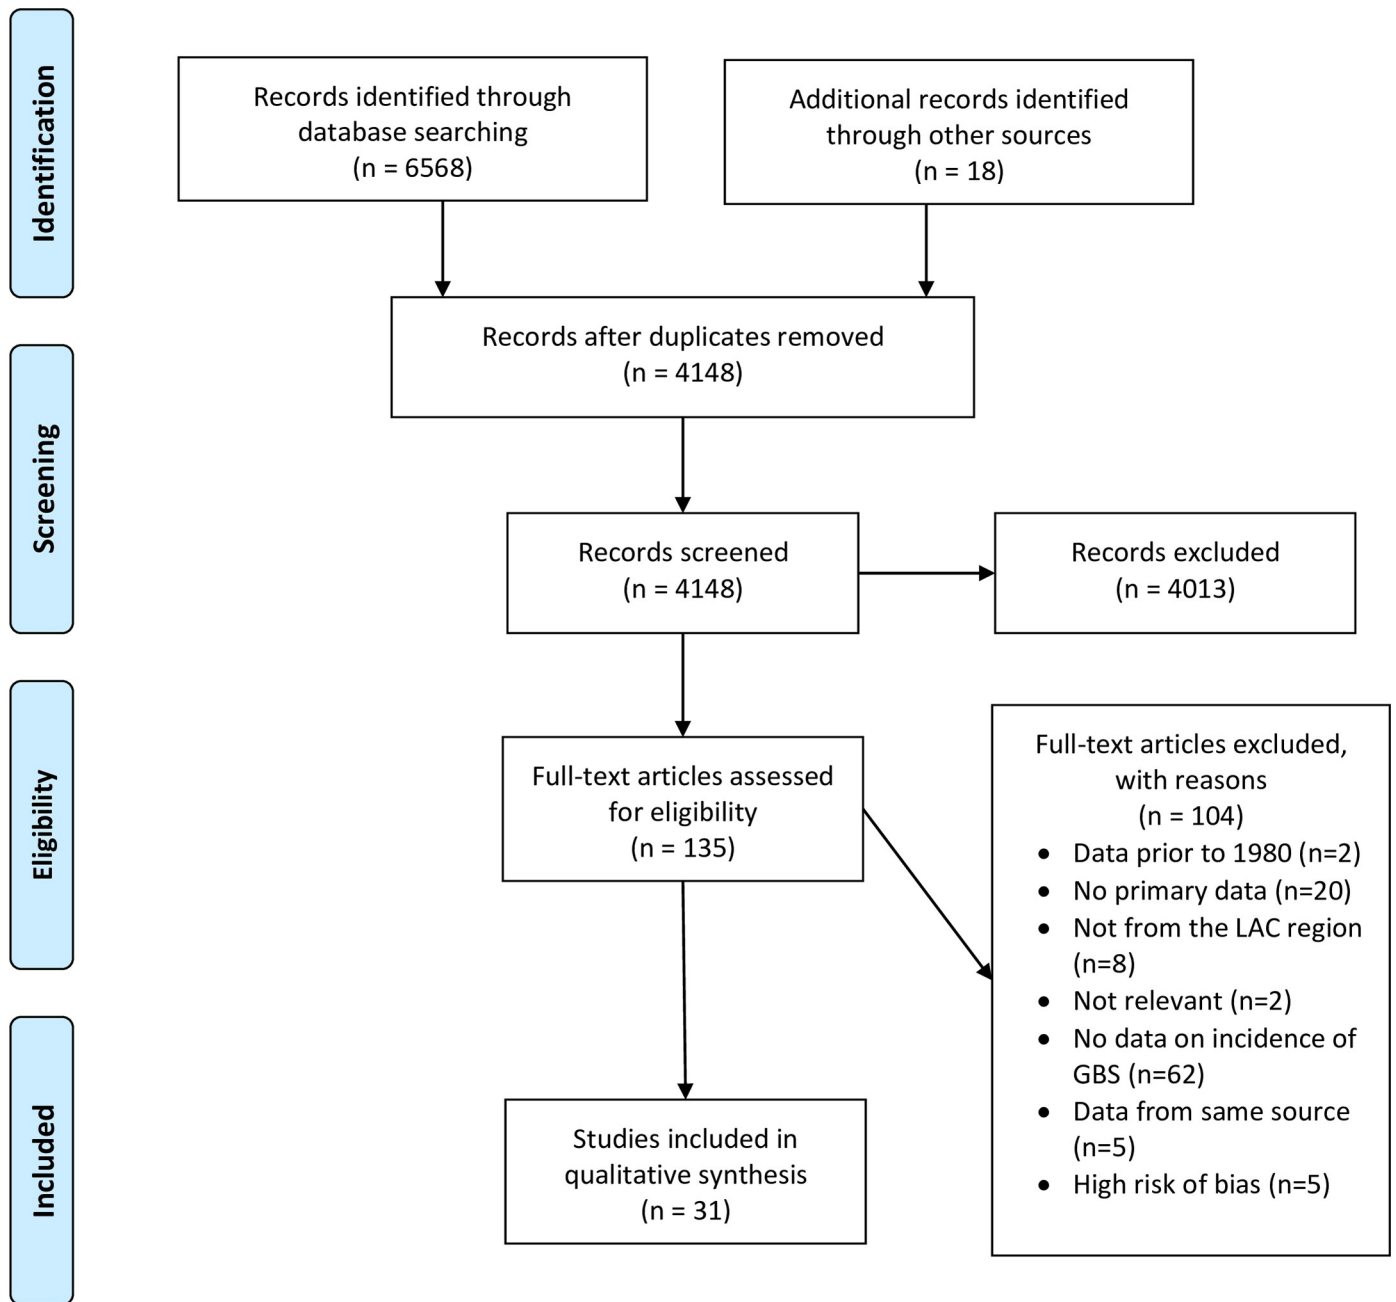 Identification
Records identified through
database searching
(n = 6568)
Additional records identified
through other sources
(n = 18)
Records after duplicates removed
(n = 4148)
Screening
Records screened
(n = 4148)
Records excluded
(n = 4013)
Eligibility
Full-text articles assessed
for eligibility
(n = 135)
Full-text articles excluded,
with reasons
(n = 104)
• Data prior to 1980 (n=2)
• No primary data (n=20)
• Not from the LAC region
(n=8)
• Not relevant (n=2)
• No data on incidence of
GBS (n=62)
• Data from same source
(n=5)
• High risk of bias (n=5)
Included
Studies included in
qualitative synthesis
(n = 31)